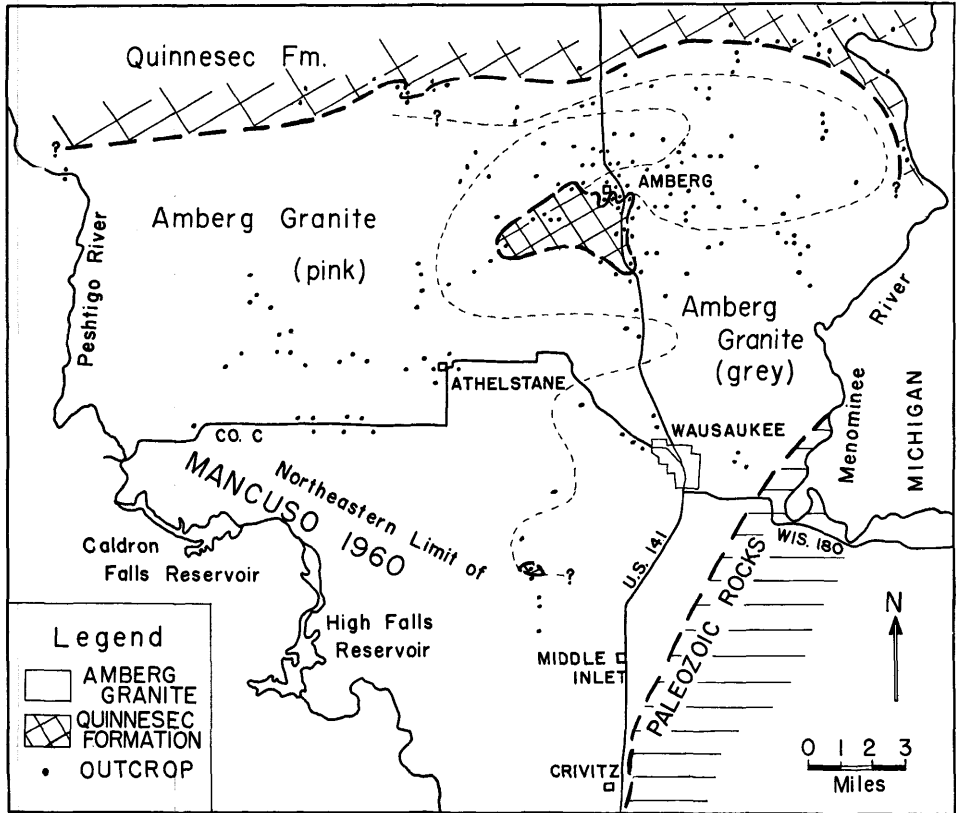 Quinnesec Fm.
?
?
?
AMBERG
Amberg Granite
(pink)
Peshtigo River
Amberg
Granite
(grey)
River
Menominee
MICHIGAN
ATHELSTANE
CO. C
WAUSAUKEE
Northeastern Limit of
MANCUSO 1960
Caldron
Falls Reservoir
High Falls
Reservoir
?
U.S. 141
WIS. 180
PALEOZOIC ROCKS
MIDDLE
INLET
CRIVITZ
N
0 1 2 3
Miles
Legend
AMBERG
GRANITE
QUINNESEC
FORMATION
OUTCROP